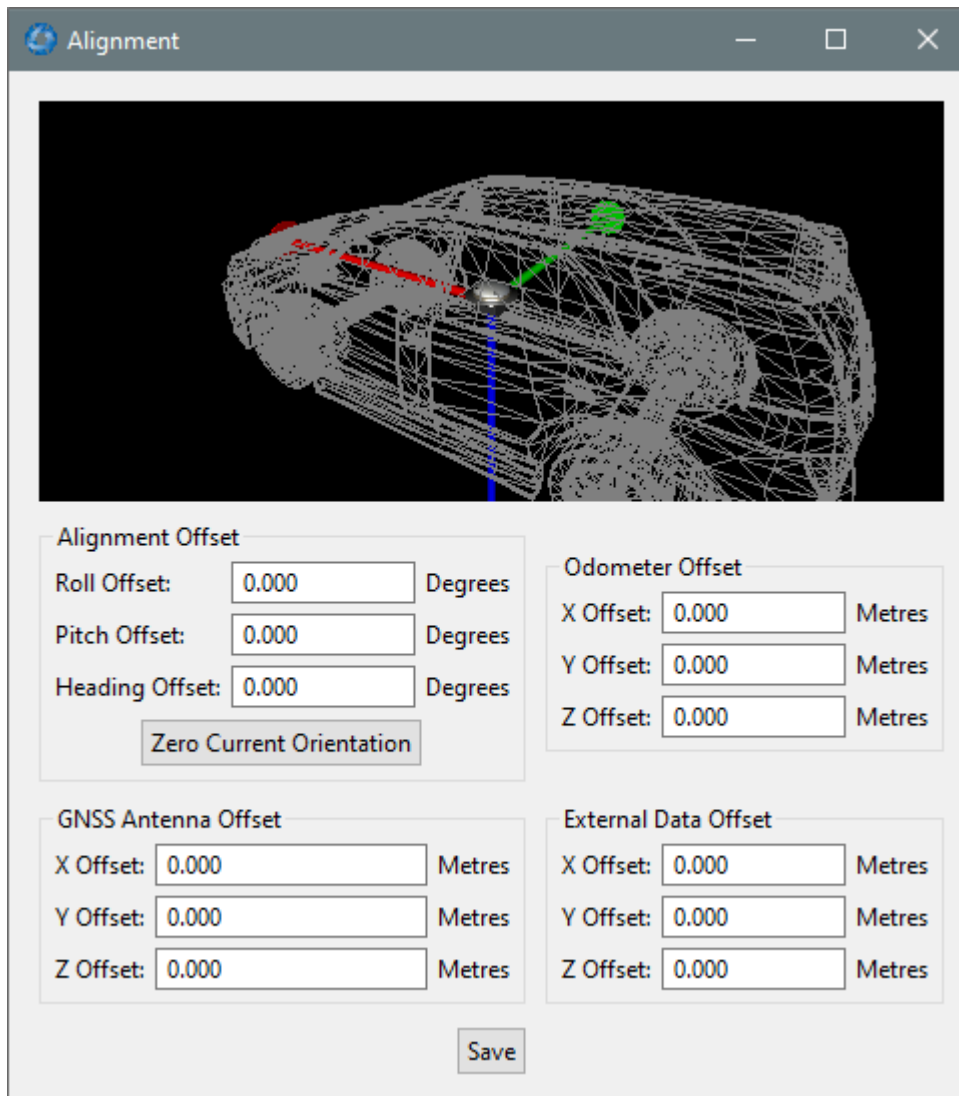 Alignment
Alignment Offset
Roll Offset: 0.000 Degrees
Pitch Offset: 0.000 Degrees
Heading Offset: 0.000 Degrees
Zero Current Orientation
Odometer Offset
X Offset: 0.000 Metres
Y Offset: 0.000 Metres
Z Offset: 0.000 Metres
GNSS Antenna Offset
X Offset: 0.000 Metres
Y Offset: 0.000 Metres
Z Offset: 0.000 Metres
External Data Offset
X Offset: 0.000 Metres
Y Offset: 0.000 Metres
Z Offset: 0.000 Metres
Save